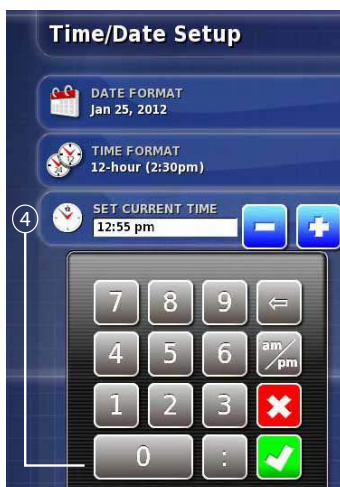 Time/Date Setup
DATE FORMAT
Jan 25, 2012
TIME FORMAT
12-hour (2:30pm)
4
SET CURRENT TIME
12:55 pm
7 8 9 ⇦
4 5 6 am/pm
1 2 3
0 :